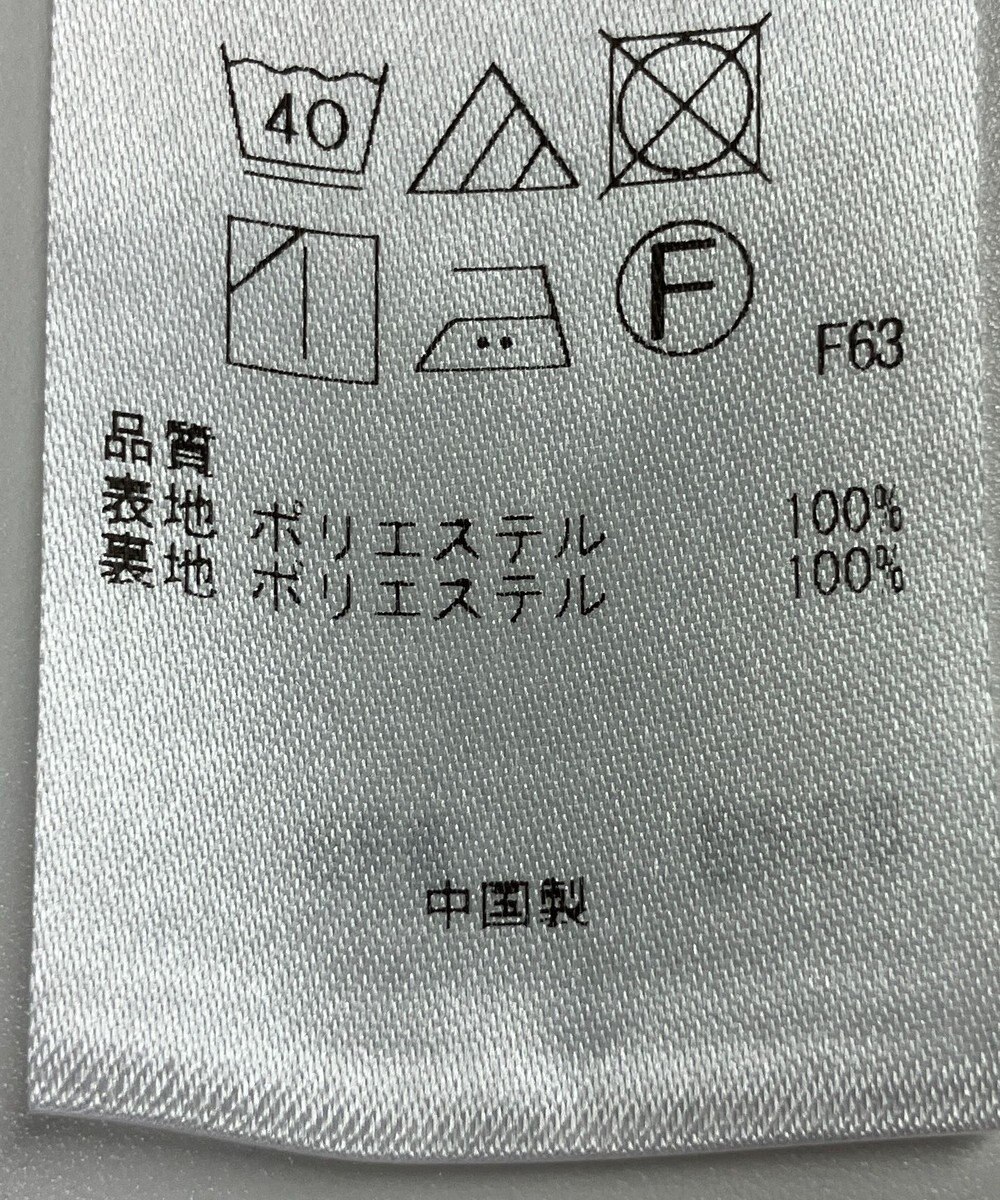 40
F
F63
品質
表地 ポリエステル 100%
裏地 ポリエステル 100%
中国製